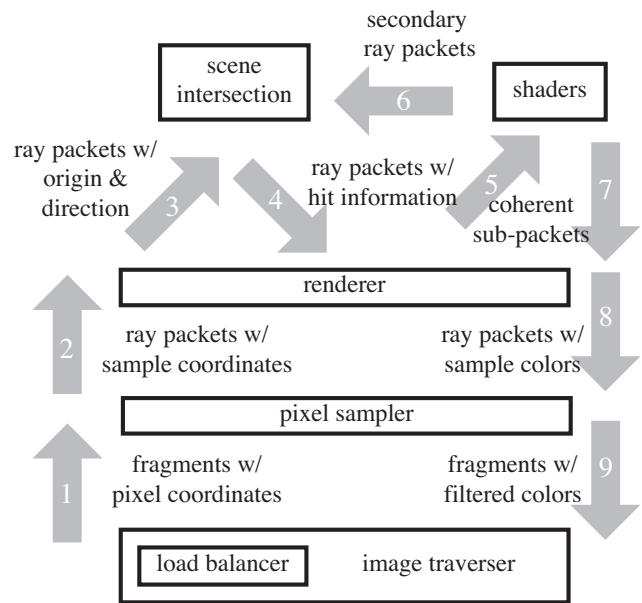 secondary
ray packets
scene
intersection
6
shaders
ray packets w/
origin &
direction
3
4
ray packets w/
hit information
5
7
coherent
sub-packets
renderer
2
ray packets w/
sample coordinates
ray packets w/
sample colors
8
pixel sampler
1
fragments w/
pixel coordinates
fragments w/
filtered colors
9
load balancer
image traverser